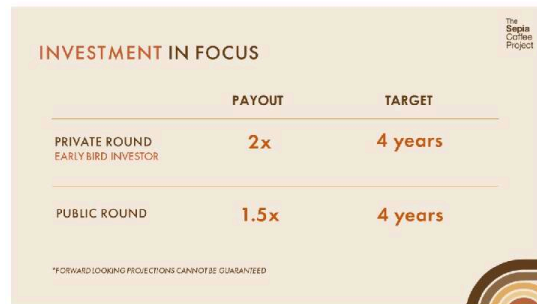 The
Sepia
Coffee
Project
INVESTMENT IN FOCUS
PAYOUT TARGET
PRIVATE ROUND 2x 4 years
EARLY BIRD INVESTOR
PUBLIC ROUND 1.5x 4 years
*FORWARD LOOKING PROJECTIONS CANNOT BE GUARANTEED